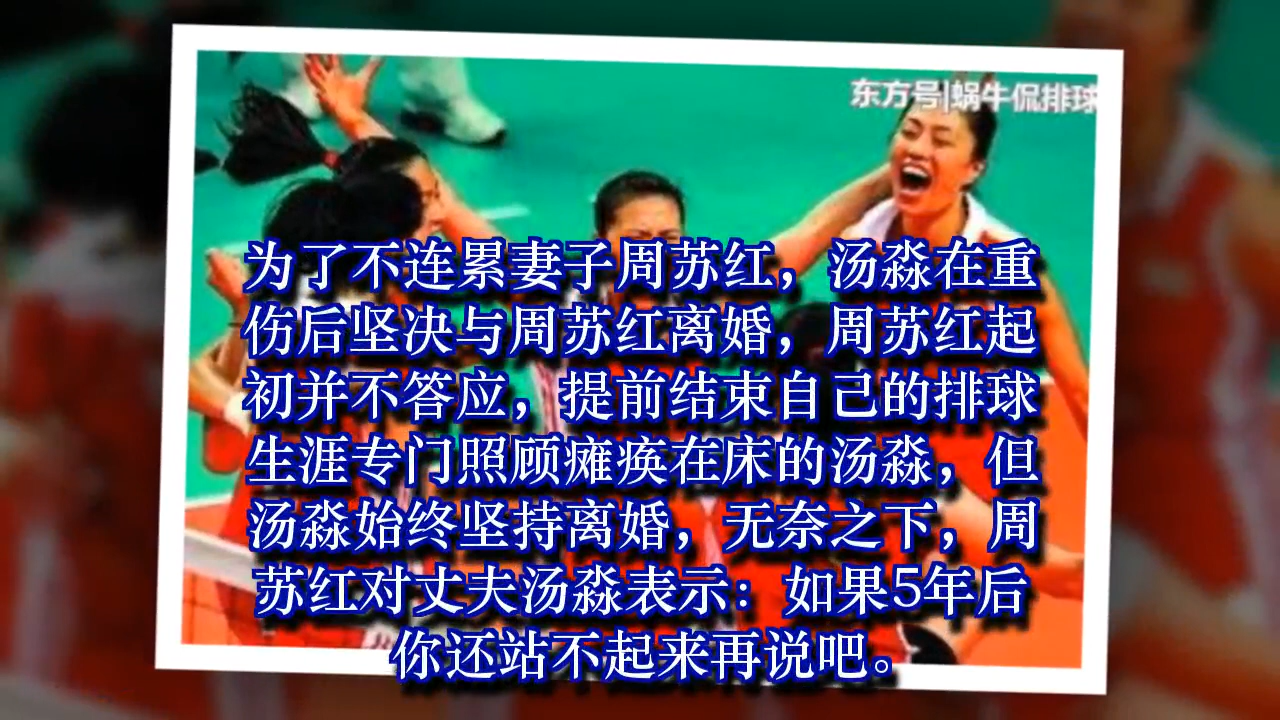 东方号|蜗牛侃排球
为了不连累妻子周苏红，汤淼在重
伤后坚决与周苏红离婚，周苏红起
初并不答应，提前结束自己的排球
生涯专门照顾瘫痪在床的汤淼，但
汤淼始终坚持离婚，无奈之下，周
苏红对丈夫汤淼表示：如果5年后
你还站不起来再说吧。